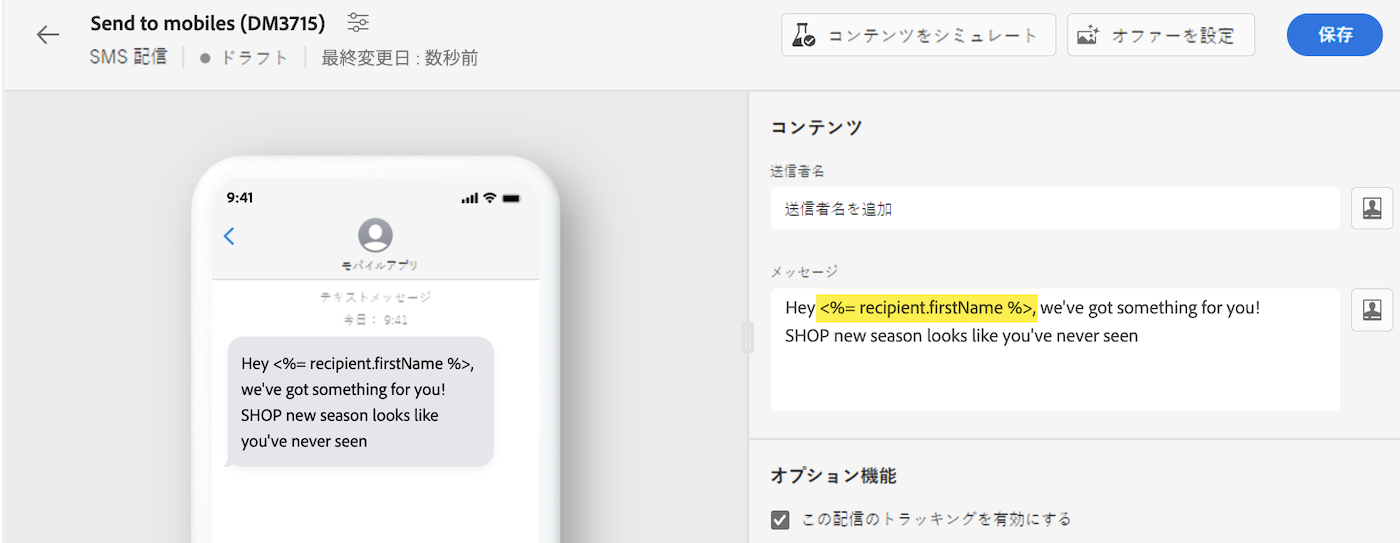 Send to mobiles (DM3715)
SMS 配信 ドラフト 最終変更日 : 数秒前
コンテンツをシミュレート
オファーを設定
保存
9:41
モバイルアプリ
テキストメッセージ
今日： 9:41
Hey <%= recipient.firstName %>,
we've got something for you!
SHOP new season looks like
you've never seen
コンテンツ
送信者名
送信者名を追加
メッセージ
Hey <%= recipient.firstName %>, we've got something for you!
SHOP new season looks like you've never seen
オプション機能
この配信のトラッキングを有効にする